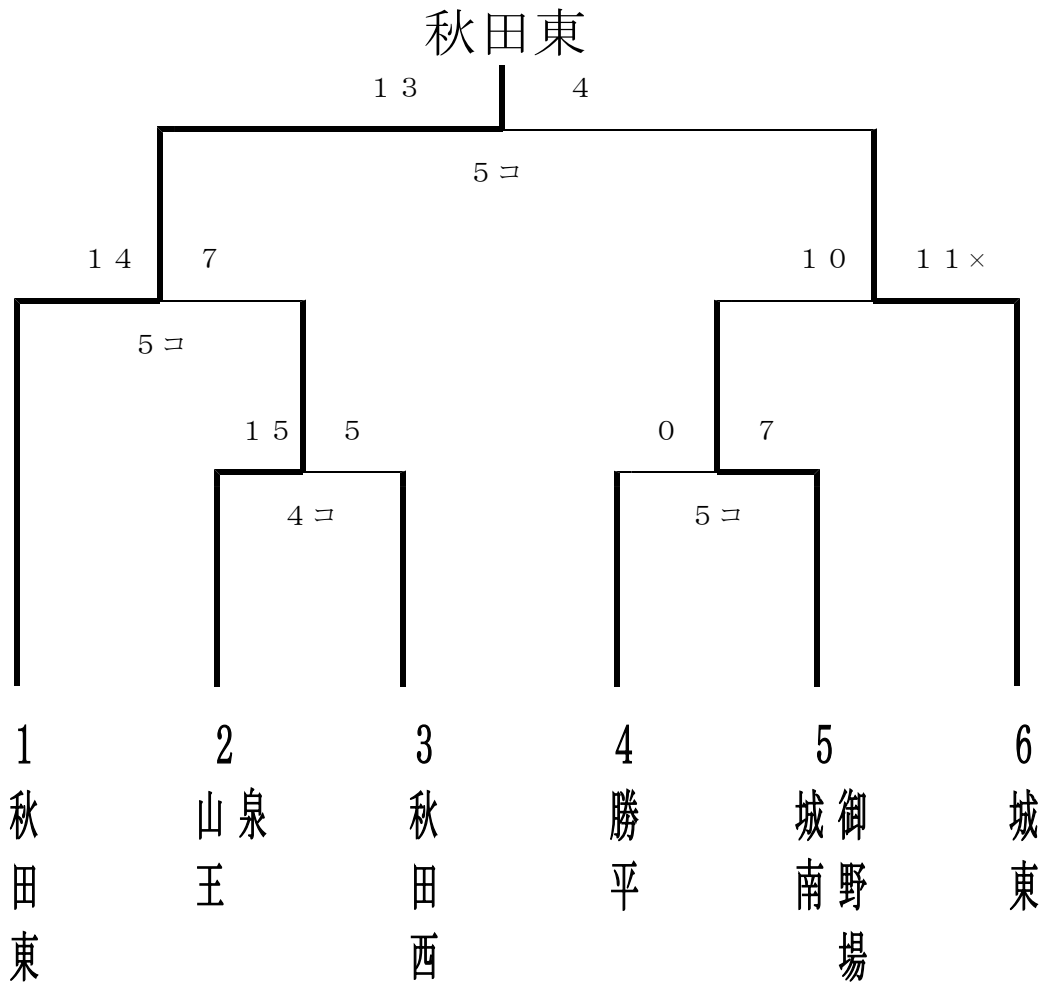 秋田東
１３ ４
５コ
１４ ７ １０ １１×
５コ
１５ ５ ０ ７
４コ ５コ
1 2 3 4 5 6
秋田東
泉
山王
秋田西
勝平
御野場
城南
城東